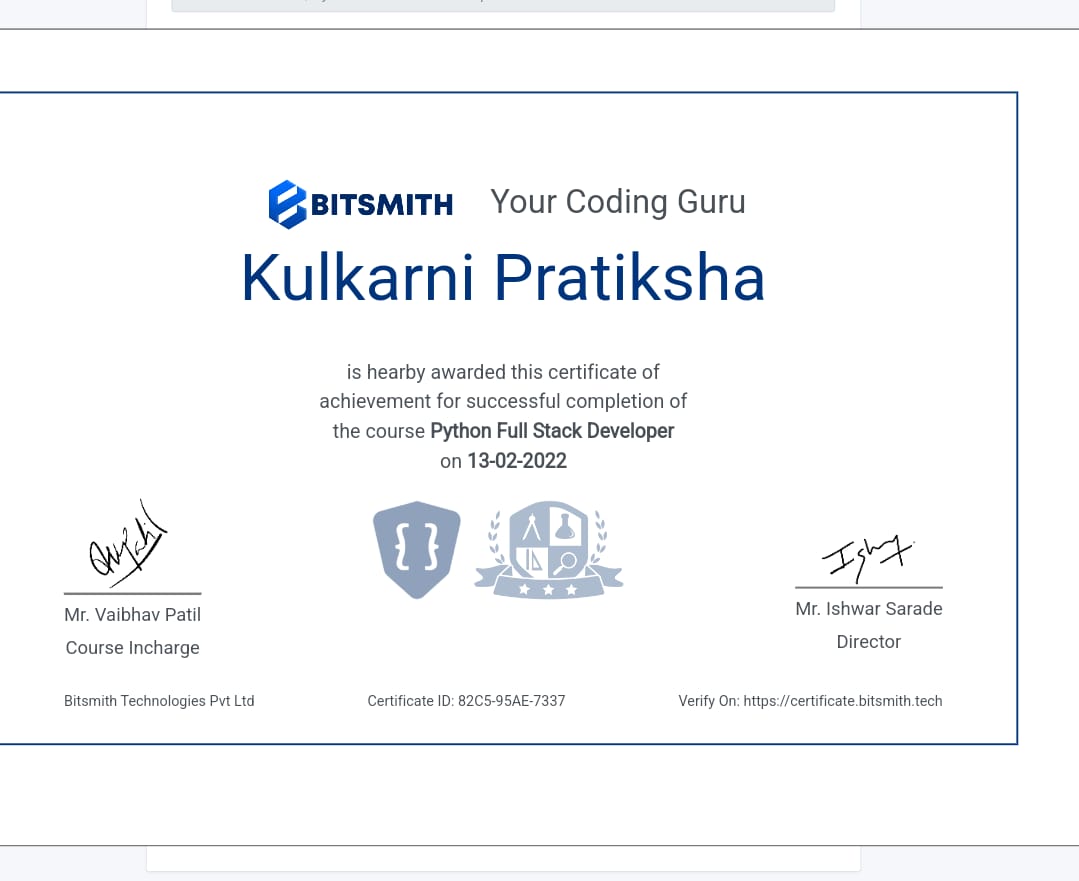 BITSMITH Your Coding Guru
Kulkarni Pratiksha
is hearby awarded this certificate of
achievement for successful completion of
the course Python Full Stack Developer
on 13-02-2022
Mr. Vaibhav Patil
Course Incharge
Mr. Ishwar Sarade
Director
Bitsmith Technologies Pvt Ltd
Certificate ID: 82C5-95AE-7337
Verify On: https://certificate.bitsmith.tech